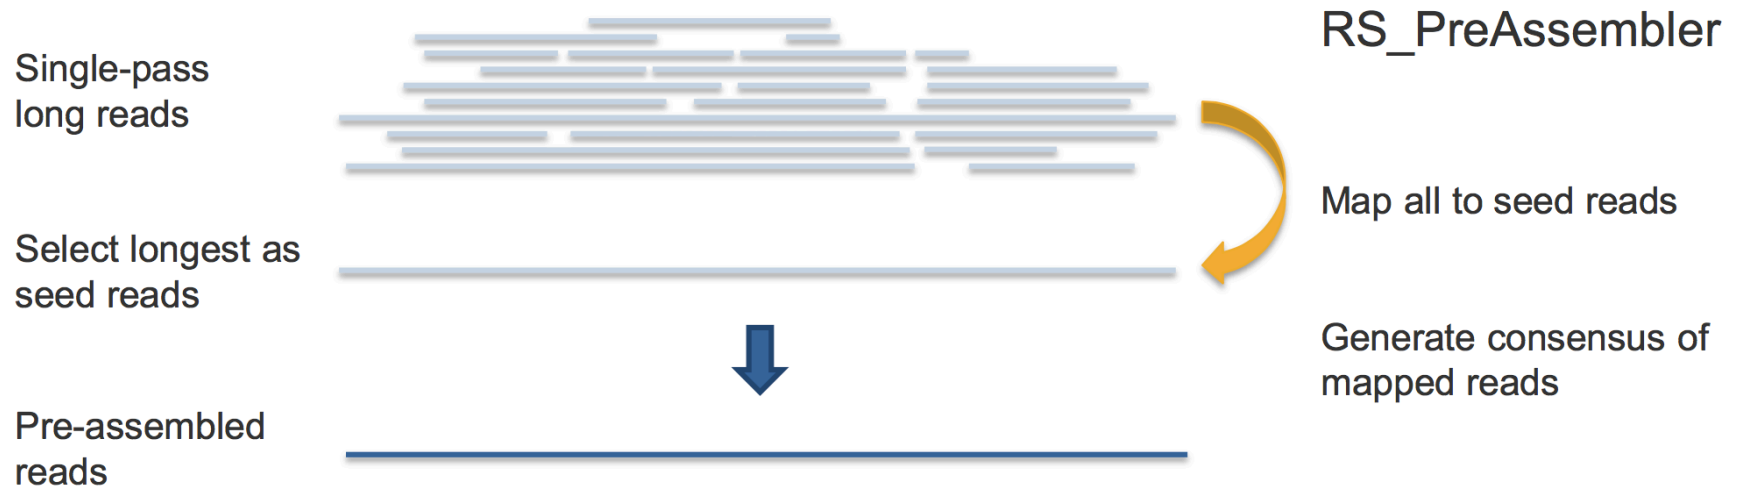 RS_PreAssembler
Single-pass
long reads
Map all to seed reads
Select longest as
seed reads
Generate consensus of
mapped reads
Pre-assembled
reads